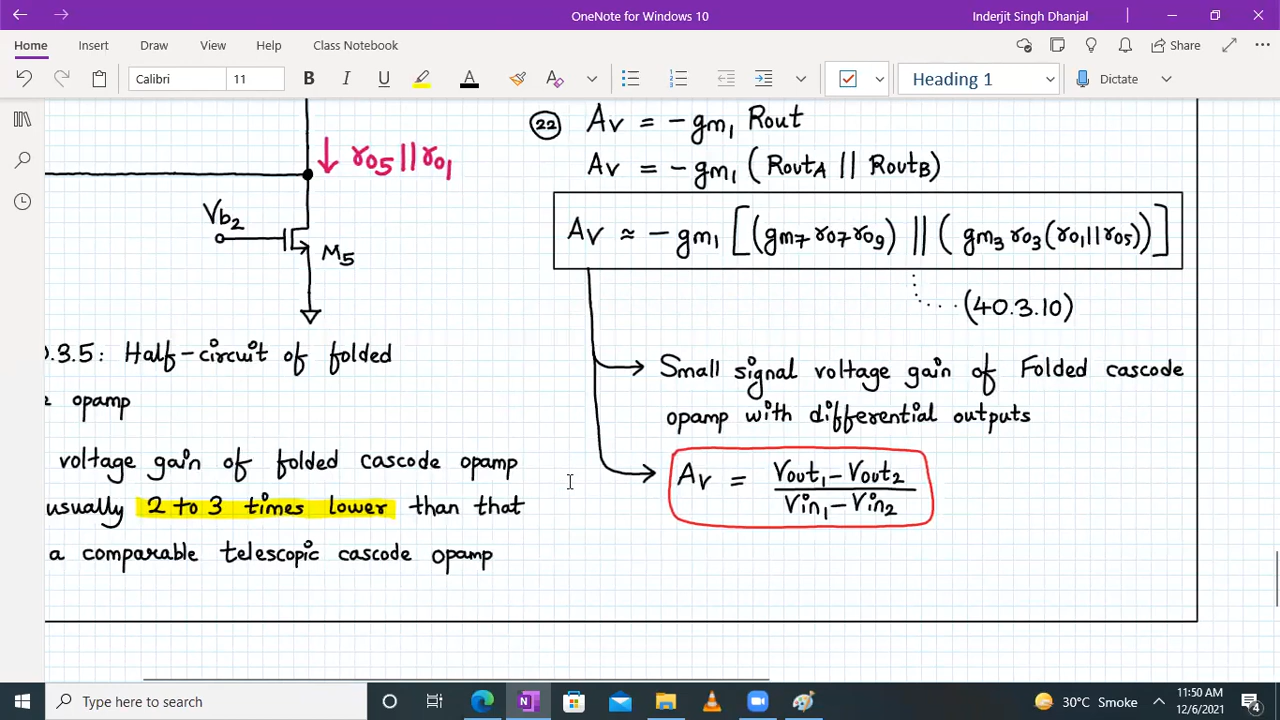 OneNote for Windows 10
Inderjit Singh Dhanjal
Home Insert Draw View Help Class Notebook
Share
Calibri 11 B I U A Heading 1 Dictate
ro5 || ro1
Vb2
M5
0.3.5: Half-circuit of folded
opamp
voltage gain of folded cascode opamp
usually 2 to 3 times lower than that
a comparable telescopic cascode opamp
22 Av = -gm1 Rout
Av = -gm1 (RoutA || RoutB)
Av ≈ -gm1 [(gm7 ro7 ro9) || (gm3 ro3 (ro1||ro5))]
(40.3.10)
Small signal voltage gain of Folded cascode
opamp with differential outputs
Av = Vout1 - Vout2
Vin1 - Vin2
Type here to search
30°C Smoke
11:50 AM
12/6/2021
4